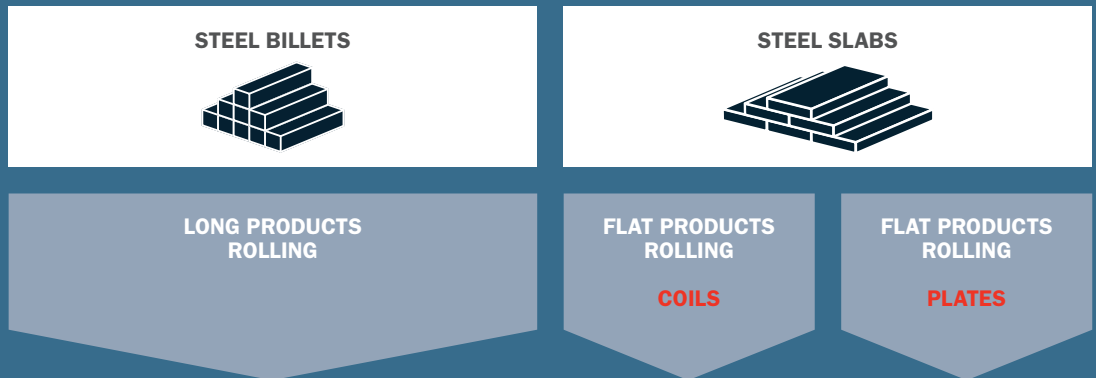 STEEL BILLETS
STEEL SLABS
LONG PRODUCTS
ROLLING
FLAT PRODUCTS
ROLLING
COILS
FLAT PRODUCTS
ROLLING
PLATES